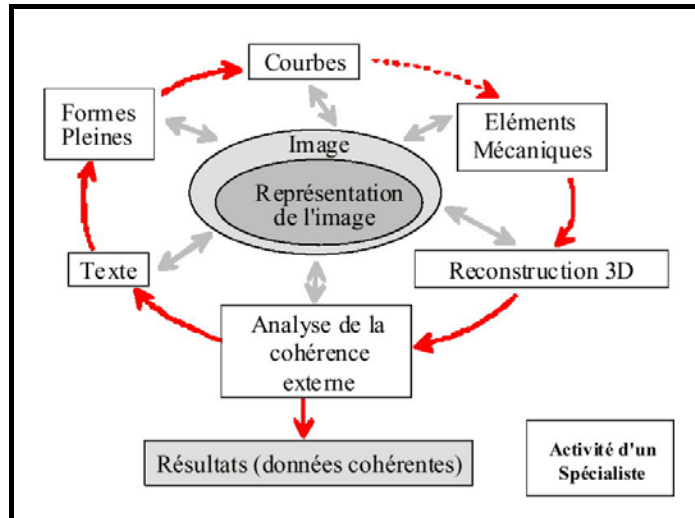 Courbes
Formes
Pleines
Eléments
Mécaniques
Image
Représentation
de l'image
Texte
Reconstruction 3D
Analyse de la
cohérence
externe
Résultats (données cohérentes)
Activité d'un
Spécialiste